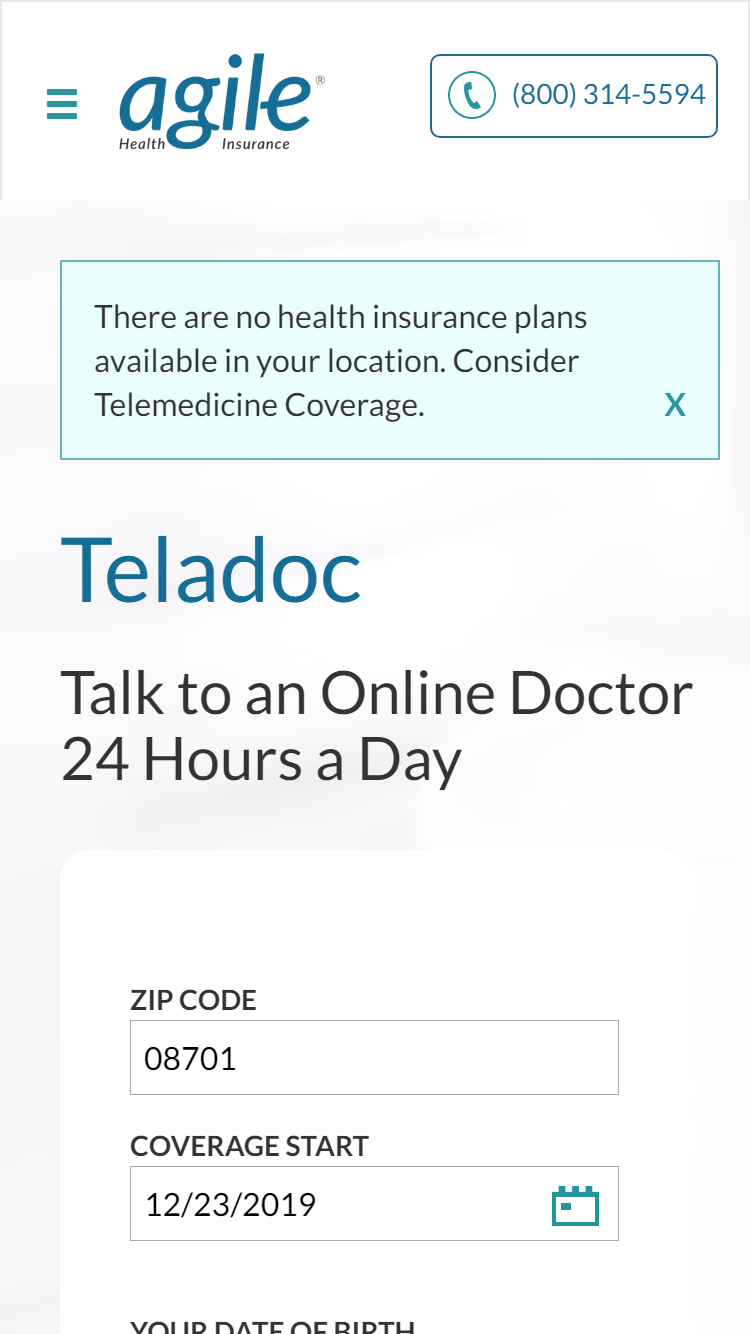 agile®
Health Insurance
(800) 314-5594
There are no health insurance plans
available in your location. Consider
Telemedicine Coverage.
X
Teladoc
Talk to an Online Doctor
24 Hours a Day
ZIP CODE
08701
COVERAGE START
12/23/2019
YOUR DATE OF BIRTH